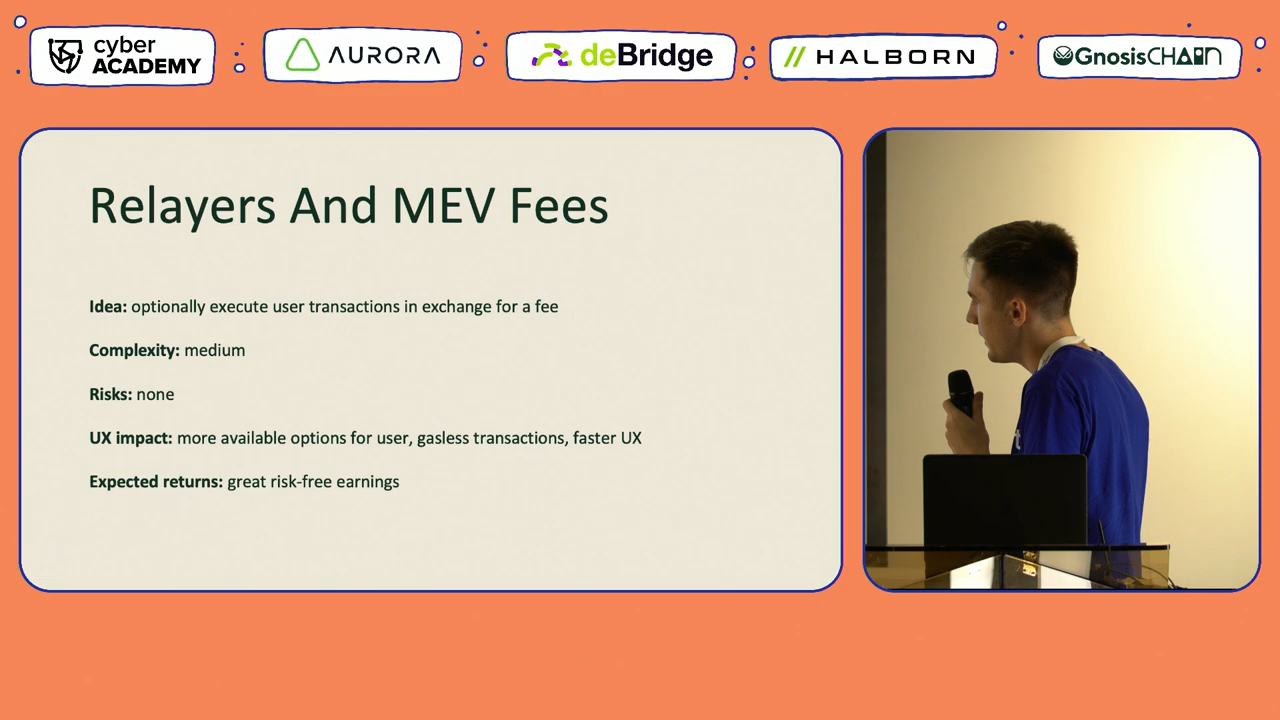 cyber
ACADEMY
AURORA
deBridge
HALBORN
GnosisCHAIN
Relayers And MEV Fees
Idea: optionally execute user transactions in exchange for a fee
Complexity: medium
Risks: none
UX impact: more available options for user, gasless transactions, faster UX
Expected returns: great risk-free earnings